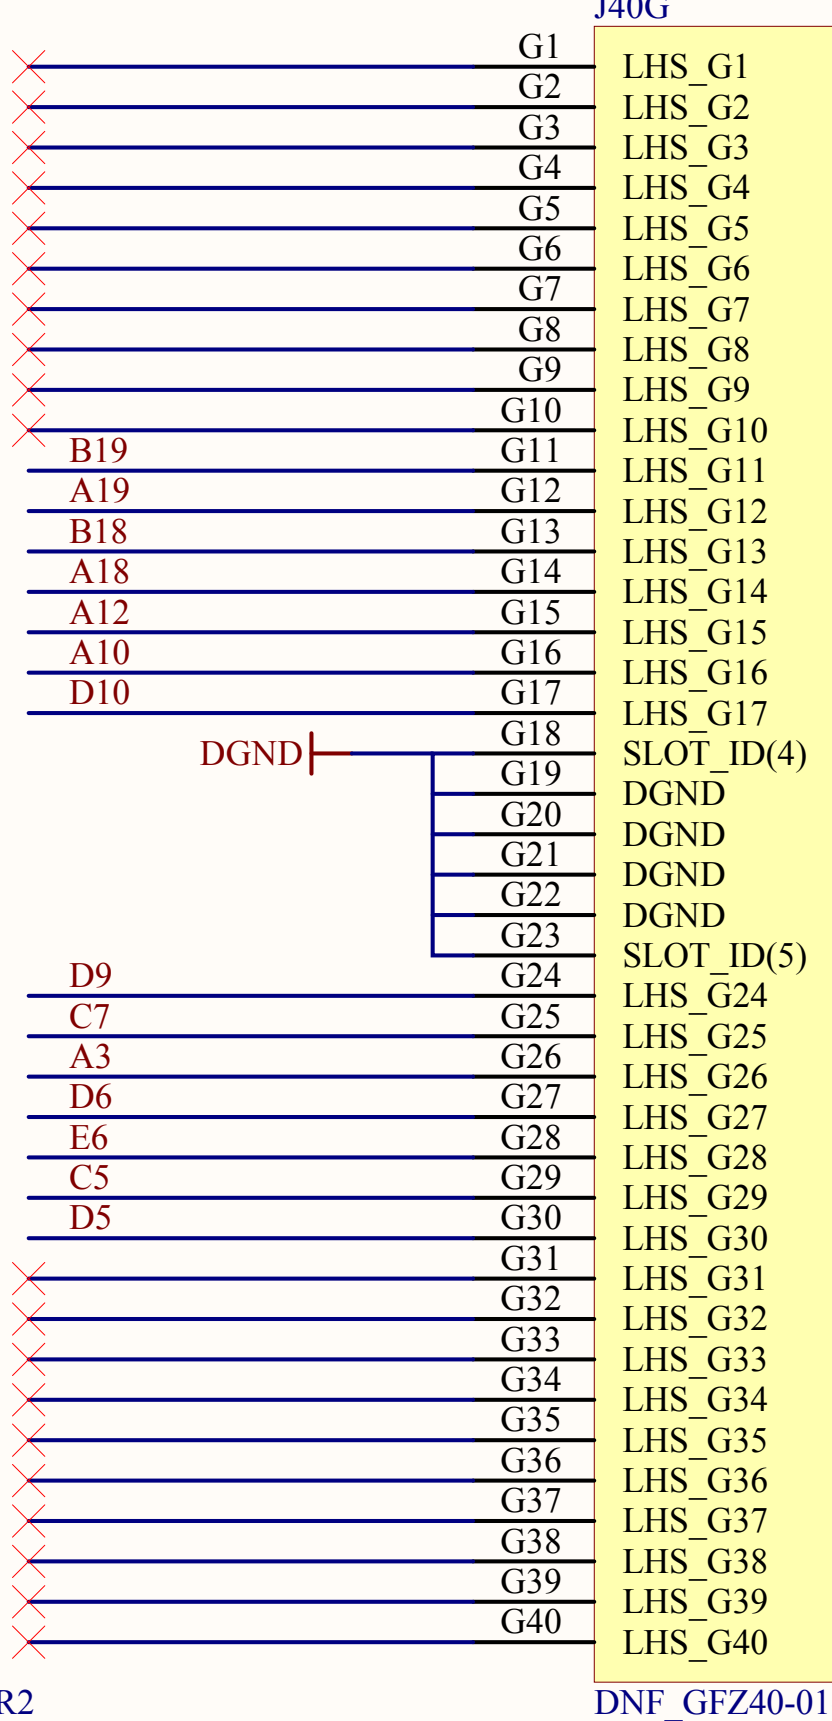 J40G
G1 LHS_G1
G2 LHS_G2
G3 LHS_G3
G4 LHS_G4
G5 LHS_G5
G6 LHS_G6
G7 LHS_G7
G8 LHS_G8
G9 LHS_G9
G10 LHS_G10
B19 G11 LHS_G11
A19 G12 LHS_G12
B18 G13 LHS_G13
A18 G14 LHS_G14
A12 G15 LHS_G15
A10 G16 LHS_G16
D10 G17 LHS_G17
DGND G18 SLOT_ID(4)
G19 DGND
G20 DGND
G21 DGND
G22 DGND
G23 SLOT_ID(5)
D9 G24 LHS_G24
C7 G25 LHS_G25
A3 G26 LHS_G26
D6 G27 LHS_G27
E6 G28 LHS_G28
C5 G29 LHS_G29
D5 G30 LHS_G30
G31 LHS_G31
G32 LHS_G32
G33 LHS_G33
G34 LHS_G34
G35 LHS_G35
G36 LHS_G36
G37 LHS_G37
G38 LHS_G38
G39 LHS_G39
G40 LHS_G40
R2 DNF_GFZ40-01